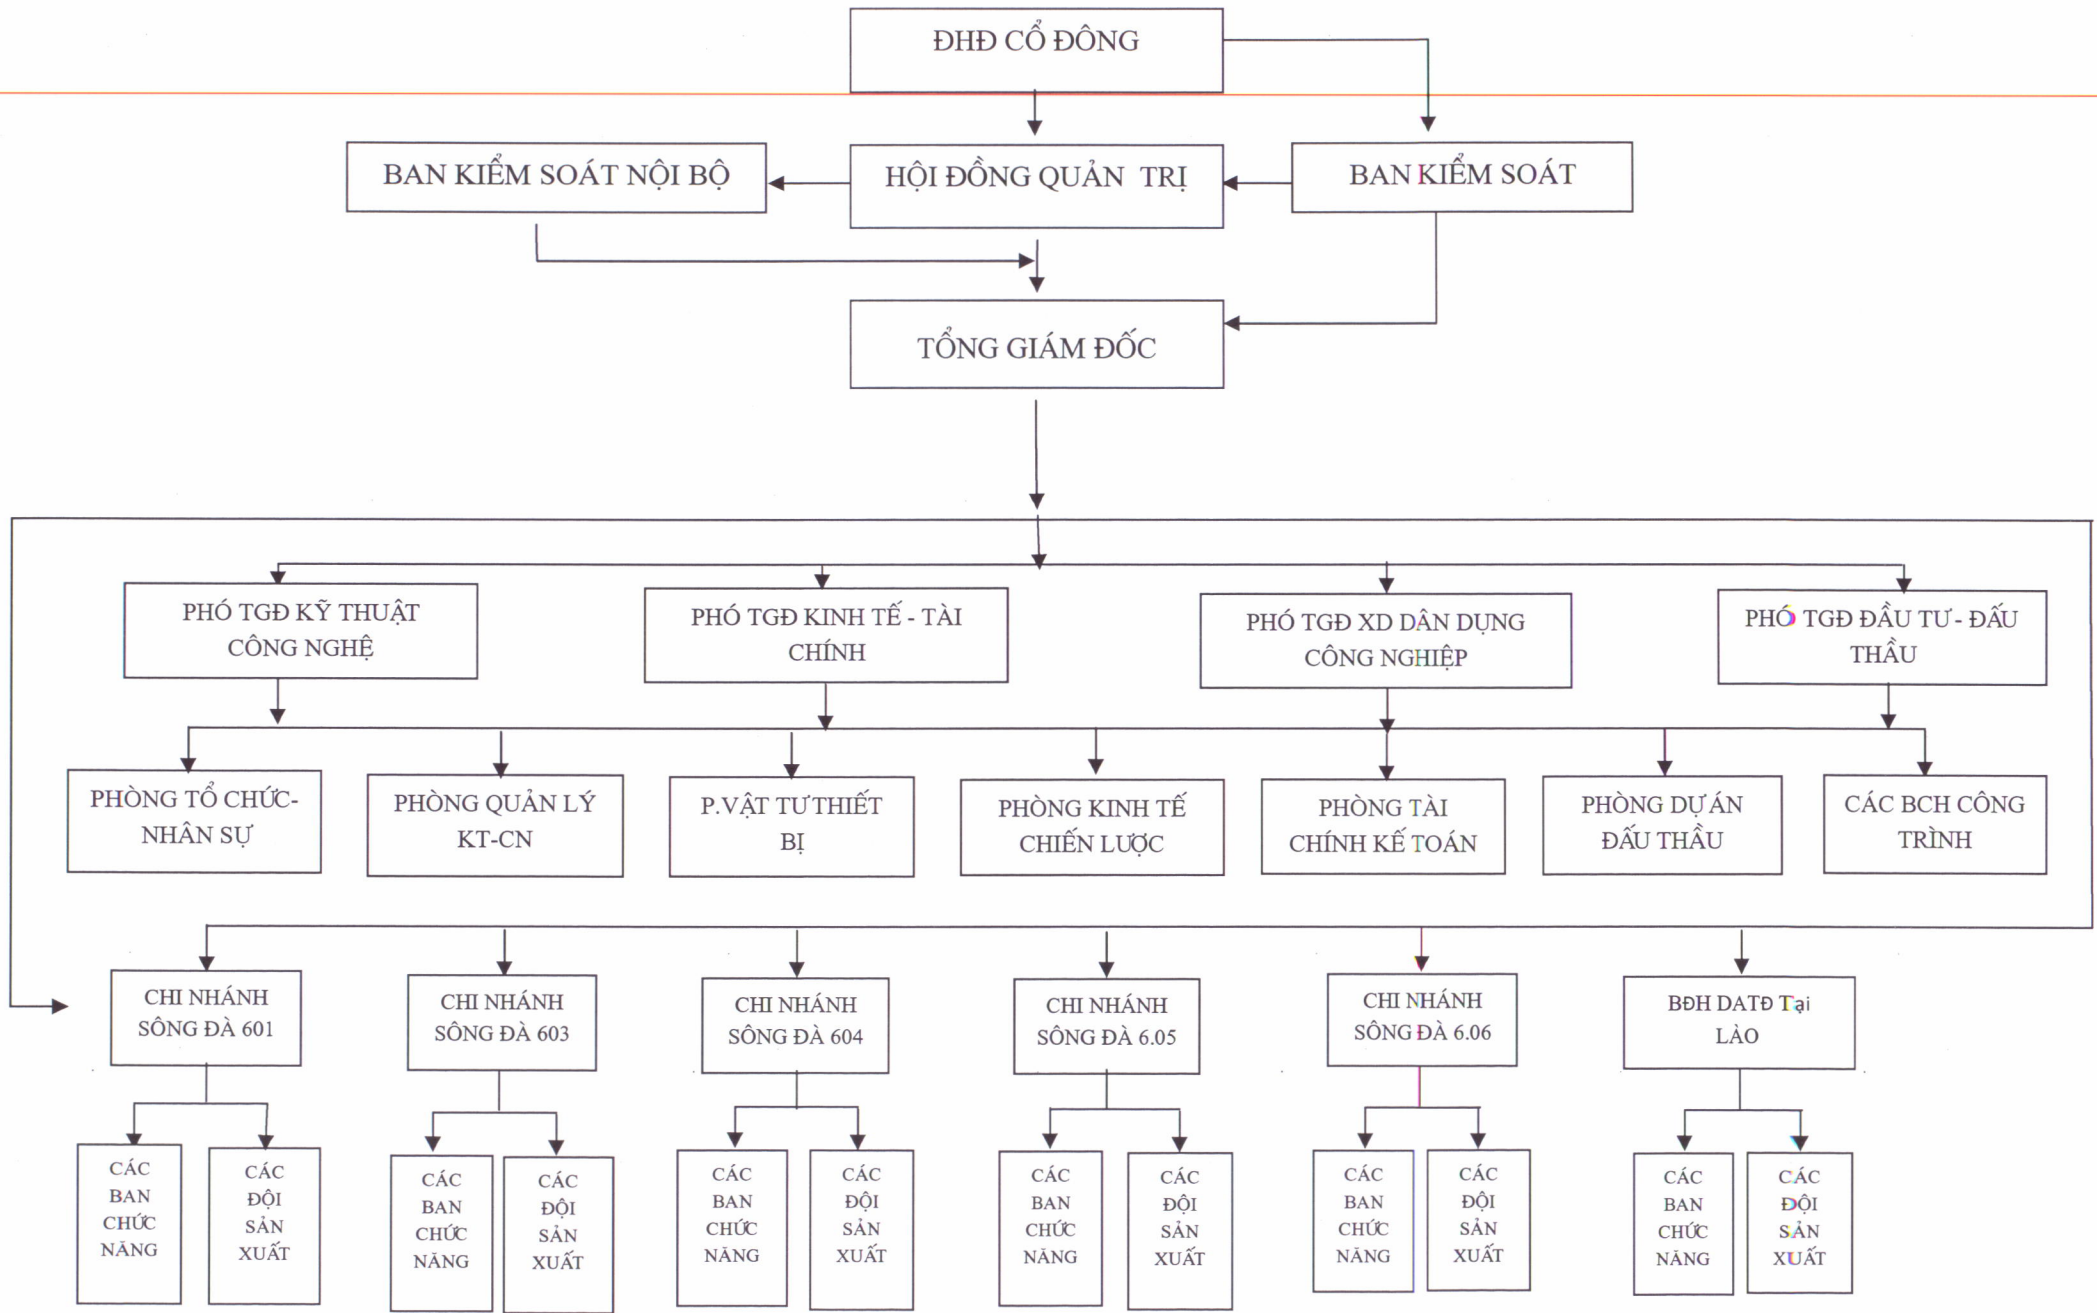 ĐHĐ CỔ ĐÔNG
BAN KIỂM SOÁT NỘI BỘ
HỘI ĐỒNG QUẢN TRỊ
BAN KIỂM SOÁT
TỔNG GIÁM ĐỐC
PHÓ TGĐ KỸ THUẬT
CÔNG NGHỆ
PHÓ TGĐ KINH TẾ - TÀI
CHÍNH
PHÓ TGĐ XD DÂN DỤNG
CÔNG NGHIỆP
PHÓ TGĐ ĐẦU TƯ - ĐẤU
THẦU
PHÒNG TỔ CHỨC-
NHÂN SỰ
PHÒNG QUẢN LÝ
KT-CN
P.VẬT TƯ THIẾT
BỊ
PHÒNG KINH TẾ
CHIẾN LƯỢC
PHÒNG TÀI
CHÍNH KẾ TOÁN
PHÒNG DỰ ÁN
ĐẤU THẦU
CÁC BCH CÔNG
TRÌNH
CHI NHÁNH
SÔNG ĐÀ 601
CHI NHÁNH
SÔNG ĐÀ 603
CHI NHÁNH
SÔNG ĐÀ 604
CHI NHÁNH
SÔNG ĐÀ 6.05
CHI NHÁNH
SÔNG ĐÀ 6.06
BĐH DATĐ Tại
LÀO
CÁC
BAN
CHỨC
NĂNG
CÁC
ĐỘI
SẢN
XUẤT
CÁC
BAN
CHỨC
NĂNG
CÁC
ĐỘI
SẢN
XUẤT
CÁC
BAN
CHỨC
NĂNG
CÁC
ĐỘI
SẢN
XUẤT
CÁC
BAN
CHỨC
NĂNG
CÁC
ĐỘI
SẢN
XUẤT
CÁC
BAN
CHỨC
NĂNG
CÁC
ĐỘI
SẢN
XUẤT
CÁC
BAN
CHỨC
NĂNG
CÁC
ĐỘI
SẢN
XUẤT